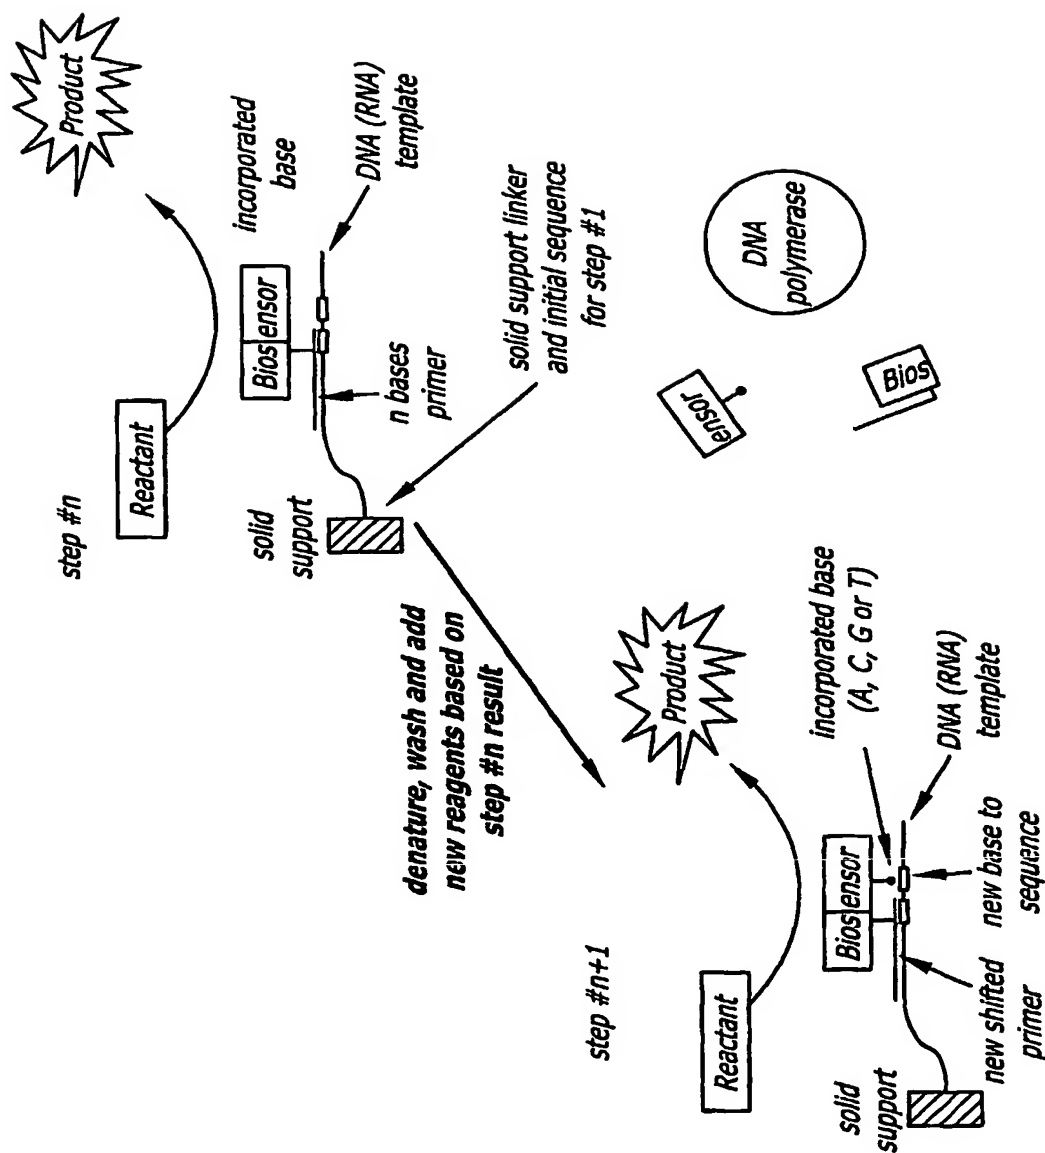 step #n
Reactant
Product
Bios ensor
incorporated
base
DNA (RNA)
template
n bases
primer
solid
support
solid support linker
and initial sequence
for step #1
denature, wash and add
new reagents based on
step #n result
ensor
Bios
DNA
polymerase
step #n+1
Reactant
Product
Bios ensor
incorporated base
(A, C, G or T)
DNA (RNA)
template
new base to
sequence
new shifted
primer
solid
support